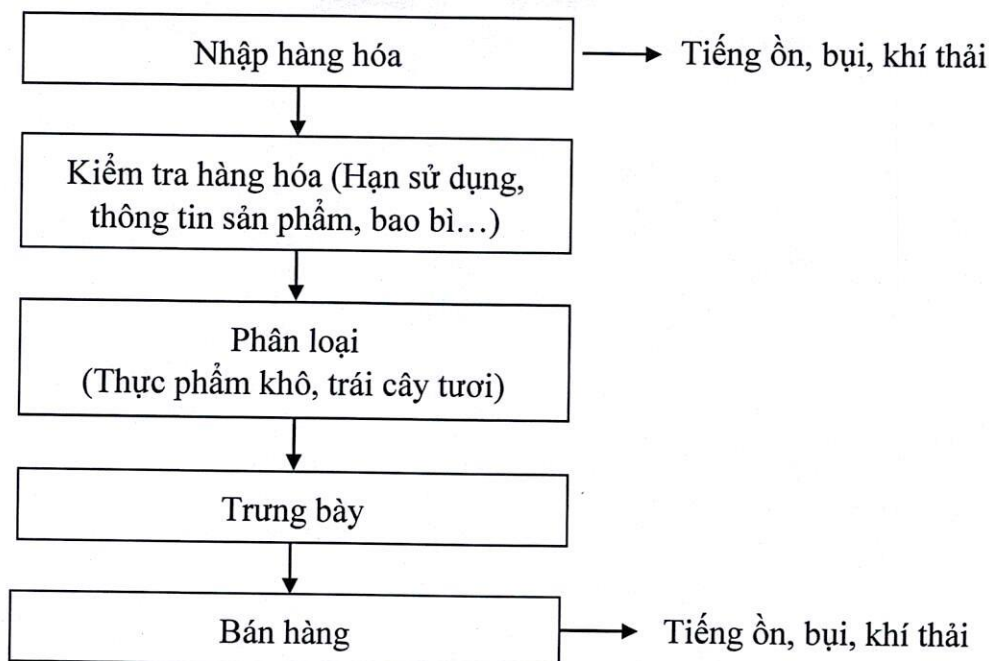 Nhập hàng hóa
Tiếng ồn, bụi, khí thải
Kiểm tra hàng hóa (Hạn sử dụng,
thông tin sản phẩm, bao bì…)
Phân loại
(Thực phẩm khô, trái cây tươi)
Trưng bày
Bán hàng
Tiếng ồn, bụi, khí thải